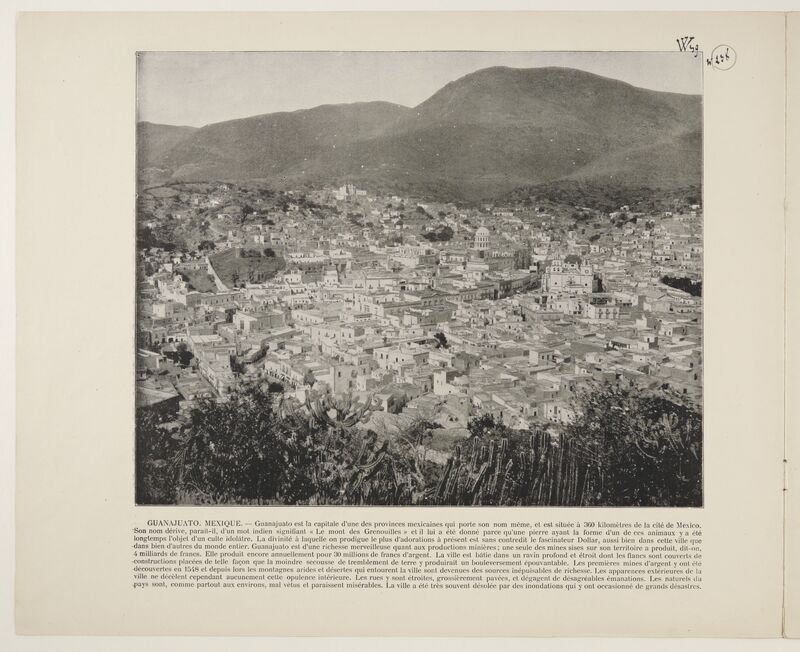 GUANAJUATO. MEXIQUE. — Guanajuato est la capitale d'une des provinces mexicaines qui porte son nom même, et est située à 360 kilomètres de la cité de Mexico.
Son nom dérive, paraît-il, d'un mot indien signifiant « Le mont des Grenouilles » et il lui a été donné parce qu'une pierre ayant la forme d'un de ces animaux y a été
longtemps l'objet d'un culte idolâtre. La divinité à laquelle on prodigue le plus d'adorations à présent est sans contredit le fascinateur Dollar, aussi bien dans cette ville que
dans bien d'autres du monde entier. Guanajuato est d'une richesse merveilleuse quant aux productions minières ; une seule des mines sises sur son territoire a produit, dit-on,
4 milliards de francs. Elle produit encore annuellement pour 30 millions de francs d'argent. La ville est bâtie dans un ravin profond et étroit dont les flancs sont couverts de
constructions placées de telle façon que la moindre secousse de tremblement de terre y produirait un bouleversement épouvantable. Les premières mines d'argent y ont été
découvertes en 1548 et depuis lors les montagnes arides et désertes qui entourent la ville sont devenues des sources inépuisables de richesse. Les apparences extérieures de la
ville ne décèlent cependant aucunement cette opulence intérieure. Les rues y sont étroites, grossièrement pavées, et dégagent de désagréables émanations. Les naturels du
pays sont, comme partout aux environs, mal vêtus et paraissent misérables. La ville a été très souvent désolée par des inondations qui y ont occasionné de grands désastres.